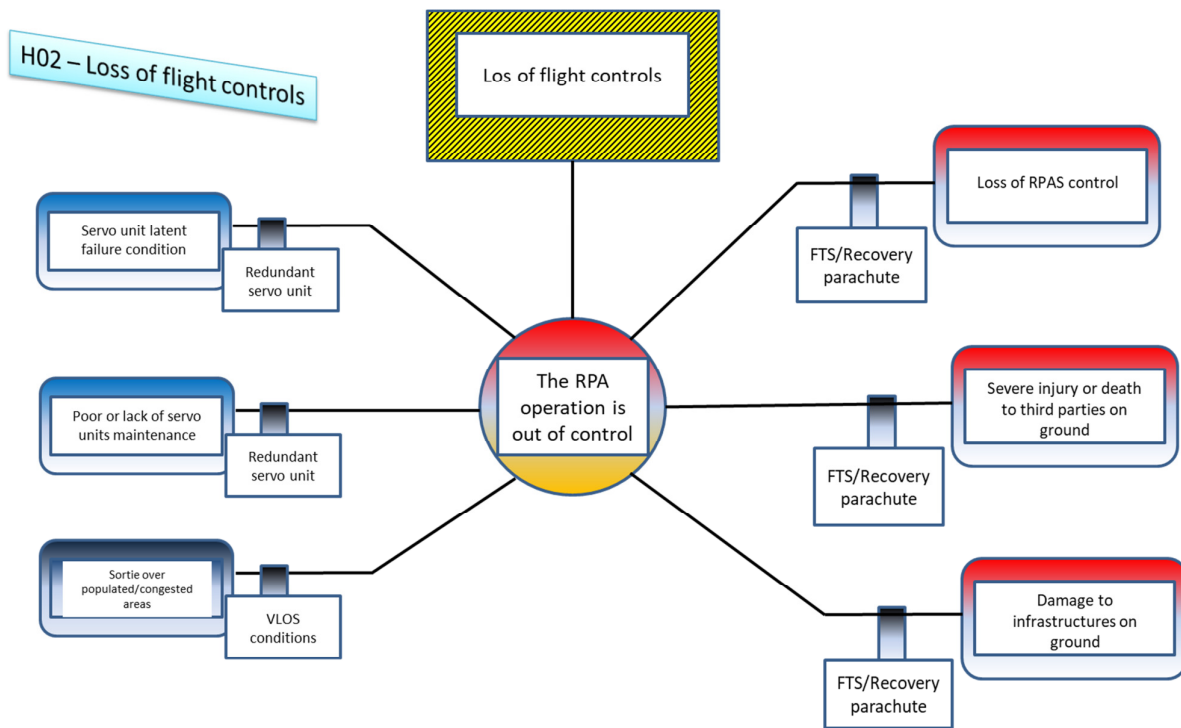 H02 – Loss of flight controls
Los of flight controls
Servo unit latent
failure condition
Redundant
servo unit
Poor or lack of servo
units maintenance
Redundant
servo unit
Sortie over
populated/congested
areas
VLOS
conditions
The RPA
operation is
out of control
Loss of RPAS control
FTS/Recovery
parachute
Severe injury or death
to third parties on
ground
FTS/Recovery
parachute
Damage to
infrastructures on
ground
FTS/Recovery
parachute